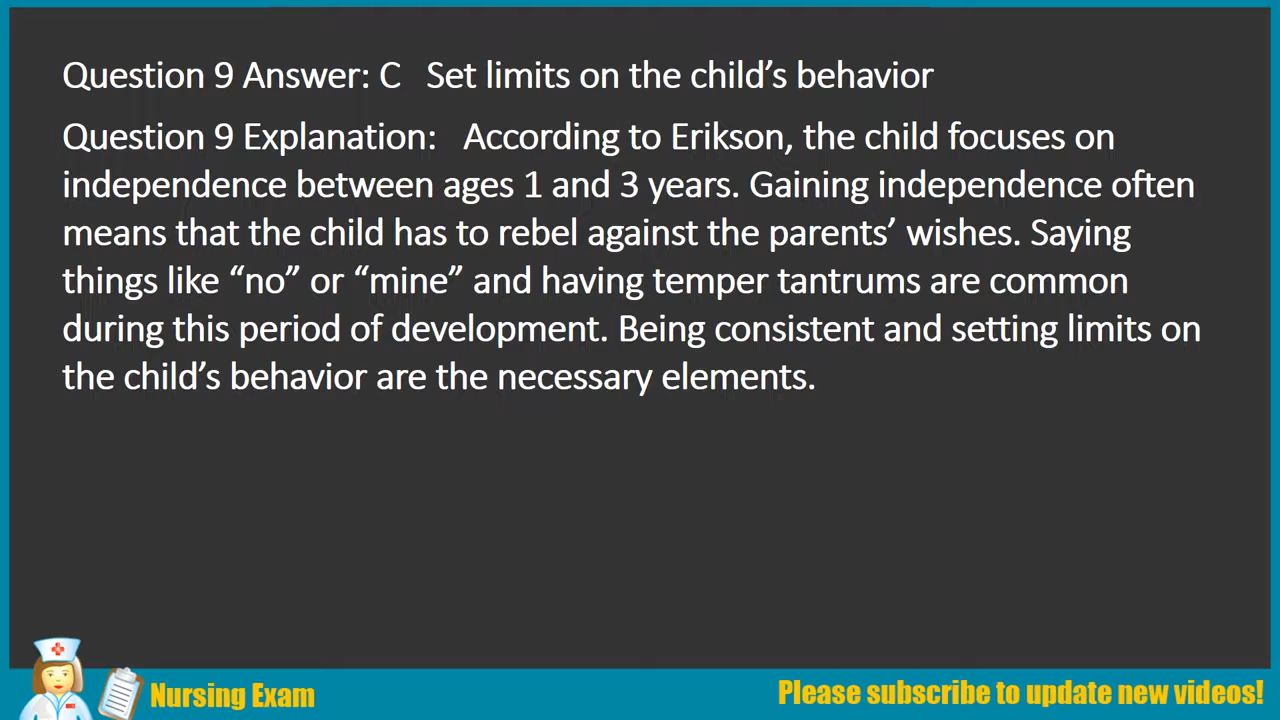 Question 9 Answer: C   Set limits on the child’s behavior
Question 9 Explanation:   According to Erikson, the child focuses on
independence between ages 1 and 3 years. Gaining independence often
means that the child has to rebel against the parents’ wishes. Saying
things like “no” or “mine” and having temper tantrums are common
during this period of development. Being consistent and setting limits on
the child’s behavior are the necessary elements.
Nursing Exam
Please subscribe to update new videos!